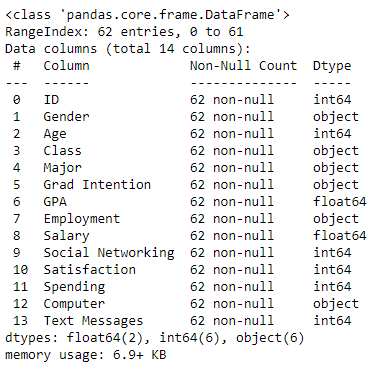 <class 'pandas.core.frame.DataFrame'>
RangeIndex: 62 entries, 0 to 61
Data columns (total 14 columns):
 #   Column             Non-Null Count  Dtype
---  ------             --------------  -----
 0   ID                 62 non-null     int64
 1   Gender             62 non-null     object
 2   Age                62 non-null     int64
 3   Class              62 non-null     object
 4   Major              62 non-null     object
 5   Grad Intention     62 non-null     object
 6   GPA                62 non-null     float64
 7   Employment         62 non-null     object
 8   Salary             62 non-null     float64
 9   Social Networking  62 non-null     int64
 10  Satisfaction       62 non-null     int64
 11  Spending           62 non-null     int64
 12  Computer           62 non-null     object
 13  Text Messages      62 non-null     int64
dtypes: float64(2), int64(6), object(6)
memory usage: 6.9+ KB